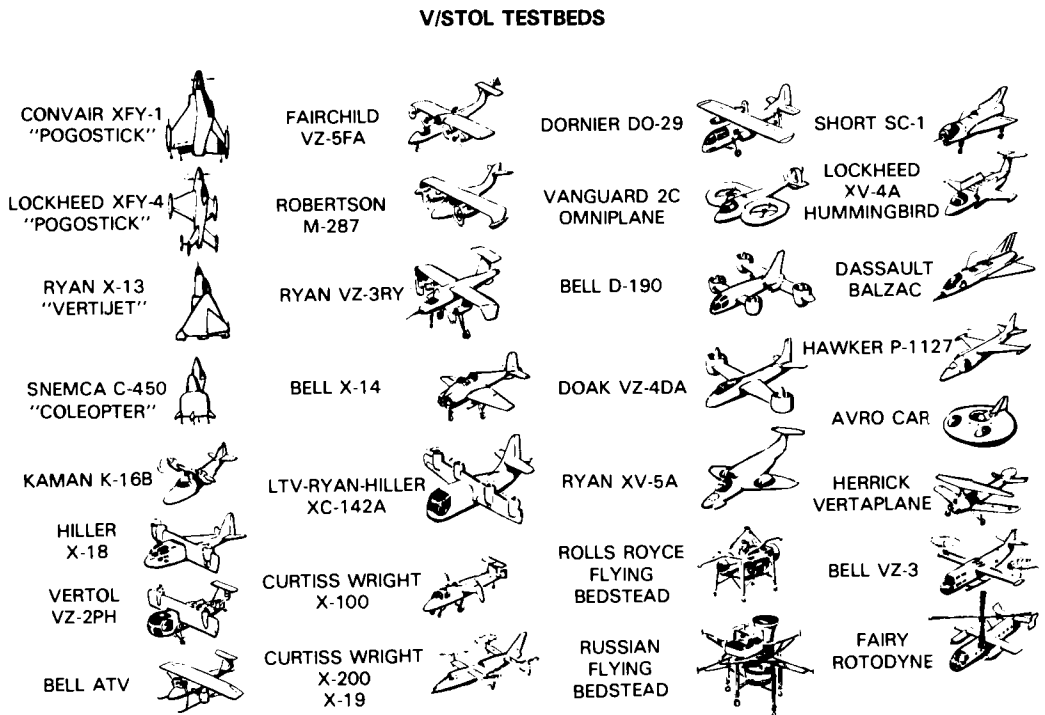 V/STOL TESTBEDS
CONVAIR XFY-1
"POGOSTICK"
LOCKHEED XFY-4
"POGOSTICK"
RYAN X-13
"VERTIJET"
SNEMCA C-450
"COLEOPTER"
KAMAN K-16B
HILLER
X-18
VERTOL
VZ-2PH
BELL ATV
FAIRCHILD
VZ-5FA
ROBERTSON
M-287
RYAN VZ-3RY
BELL X-14
LTV-RYAN-HILLER
XC-142A
CURTISS WRIGHT
X-100
CURTISS WRIGHT
X-200
X-19
DORNIER DO-29
VANGUARD 2C
OMNIPLANE
BELL D-190
DOAK VZ-4DA
RYAN XV-5A
ROLLS ROYCE
FLYING
BEDSTEAD
RUSSIAN
FLYING
BEDSTEAD
SHORT SC-1
LOCKHEED
XV-4A
HUMMINGBIRD
DASSAULT
BALZAC
HAWKER P-1127
AVRO CAR
HERRICK
VERTAPLANE
BELL VZ-3
FAIRY
ROTODYNE